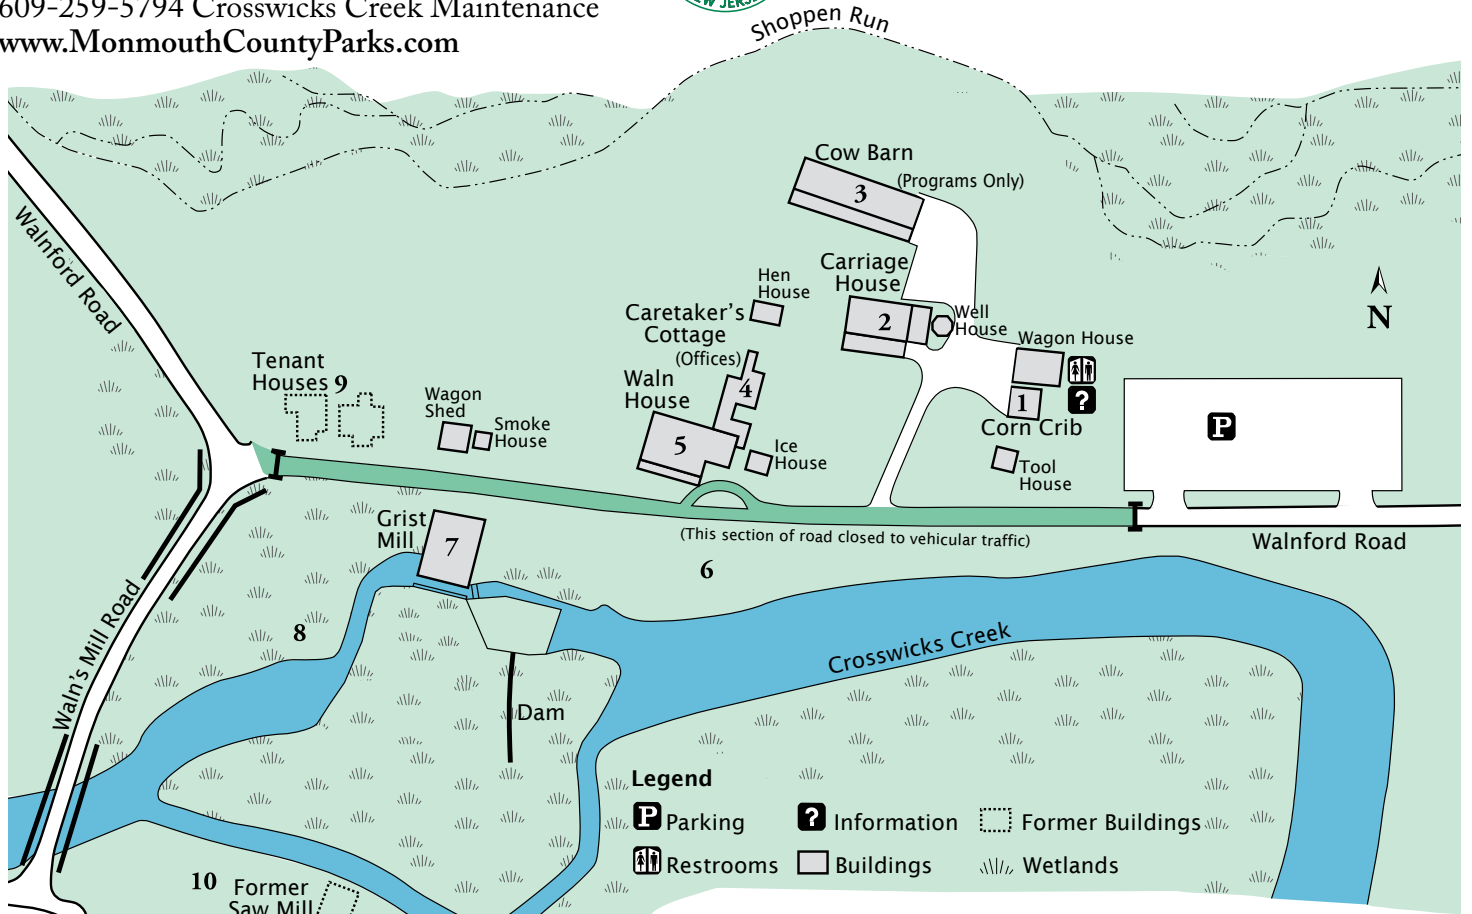 609-259-5794 Crosswicks Creek Maintenance
www.MonmouthCountyParks.com
Shoppen Run
Cow Barn
3
(Programs Only)
Carriage
House
2
Well
House
Hen
House
Caretaker's
Cottage
(Offices)
4
Waln
House
5
Ice
House
Wagon House
?
1
Corn Crib
Tool
House
N
P
Walnford Road
Tenant
Houses 9
Wagon
Shed
Smoke
House
Grist
Mill
7
(This section of road closed to vehicular traffic)
Walnford Road
6
8
Waln's Mill Road
Crosswicks Creek
Dam
Legend
P Parking
? Information
Former Buildings
Restrooms
Buildings
Wetlands
10
Former
Saw Mill